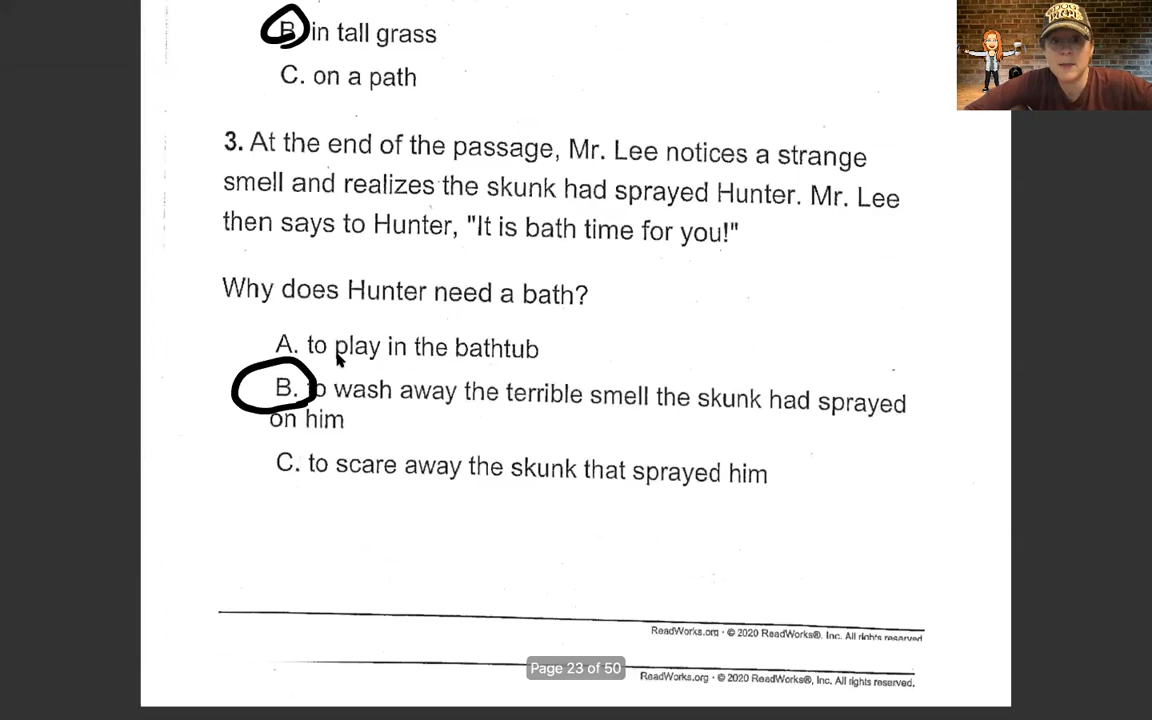 B in tall grass
C. on a path
3. At the end of the passage, Mr. Lee notices a strange
smell and realizes the skunk had sprayed Hunter. Mr. Lee
then says to Hunter, "It is bath time for you!"
Why does Hunter need a bath?
A. to play in the bathtub
B. to wash away the terrible smell the skunk had sprayed
on him
C. to scare away the skunk that sprayed him
ReadWorks.org · © 2020 ReadWorks®, Inc. All rights reserved
Page 23 of 50
ReadWorks.org · © 2020 ReadWorks®, Inc. All rights reserved.